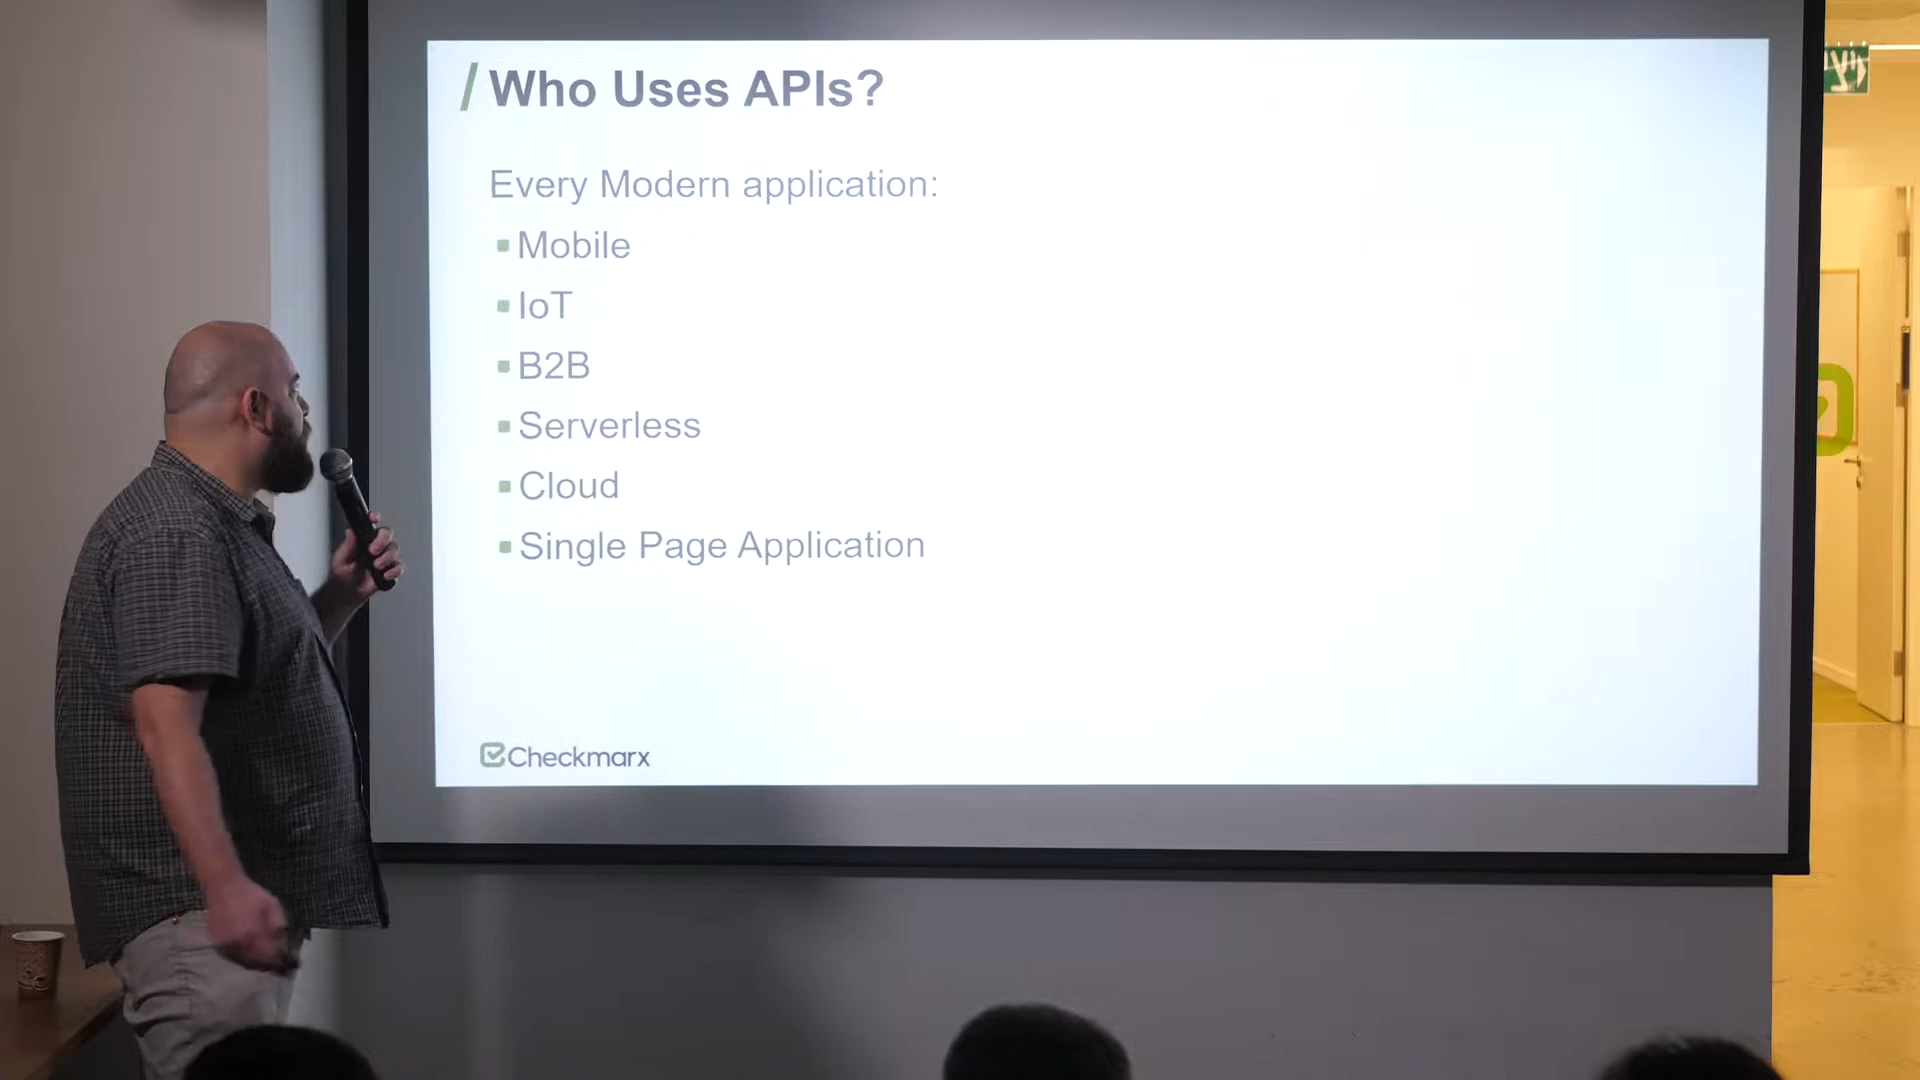 Who Uses APIs?
Every Modern application:
Mobile
IoT
B2B
Serverless
Cloud
Single Page Application
Checkmarx